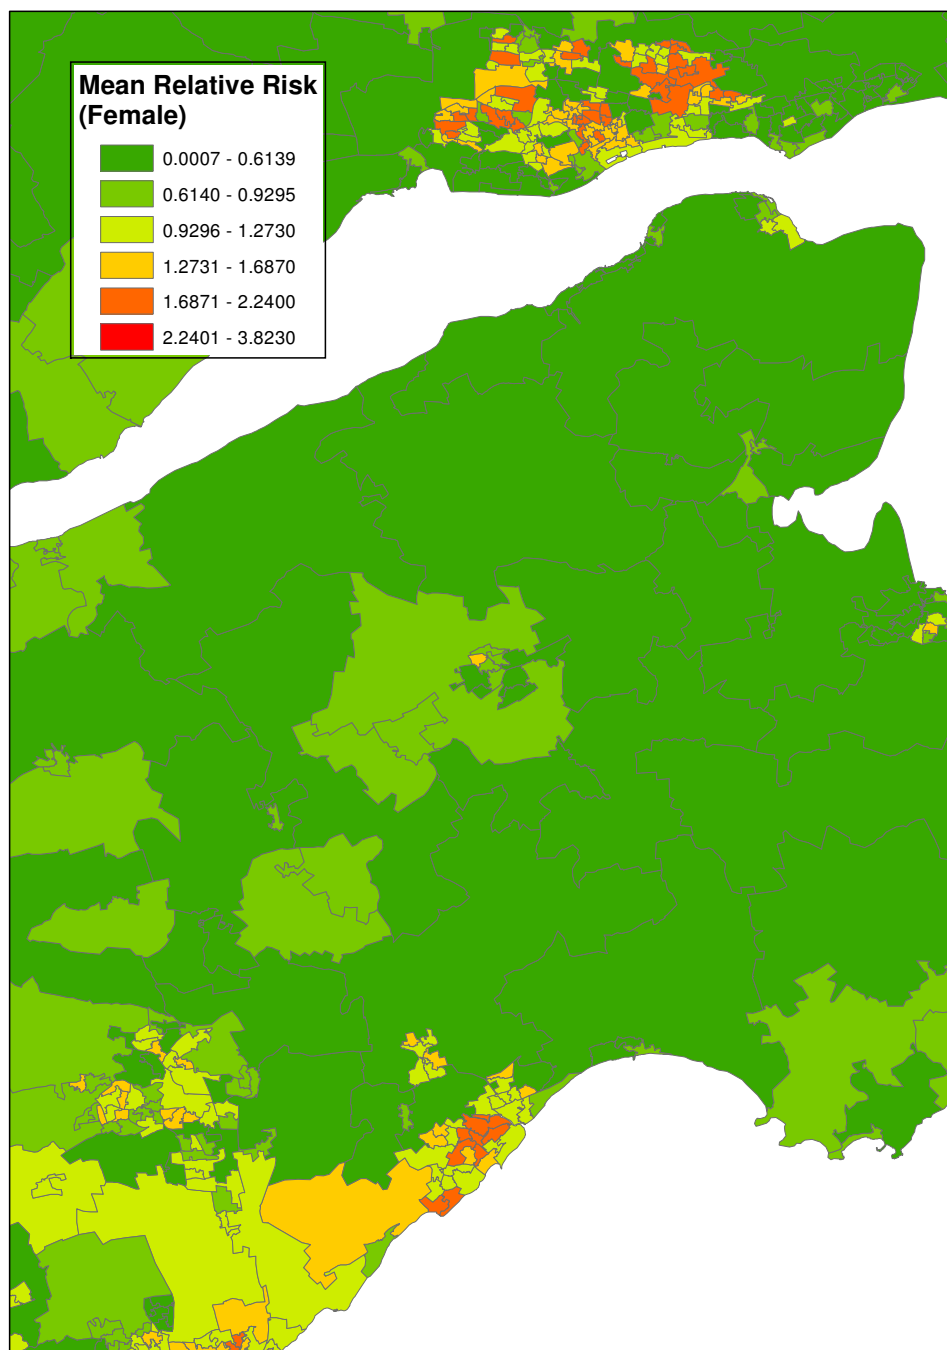 Mean Relative Risk
(Female)
0.0007 - 0.6139
0.6140 - 0.9295
0.9296 - 1.2730
1.2731 - 1.6870
1.6871 - 2.2400
2.2401 - 3.8230